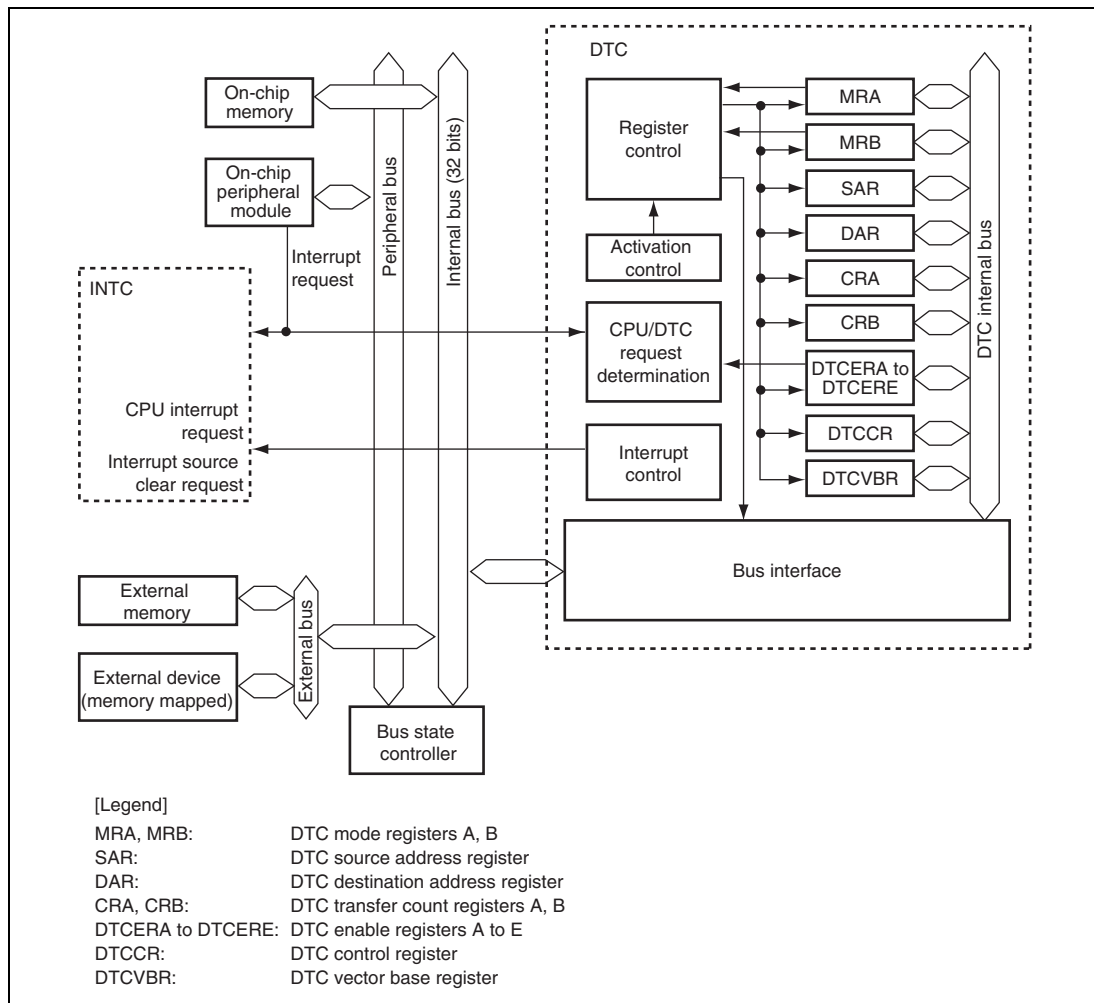 DTC
On-chip
memory
On-chip
peripheral
module
Peripheral bus
Internal bus (32 bits)
Interrupt
request
INTC
CPU interrupt
request
Interrupt source
clear request
Register
control
Activation
control
CPU/DTC
request
determination
Interrupt
control
MRA
MRB
SAR
DAR
CRA
CRB
DTCERA to
DTCERE
DTCCR
DTCVBR
DTC internal bus
Bus interface
External
memory
External device
(memory mapped)
External bus
Bus state
controller
[Legend]
MRA, MRB: DTC mode registers A, B
SAR: DTC source address register
DAR: DTC destination address register
CRA, CRB: DTC transfer count registers A, B
DTCERA to DTCERE: DTC enable registers A to E
DTCCR: DTC control register
DTCVBR: DTC vector base register